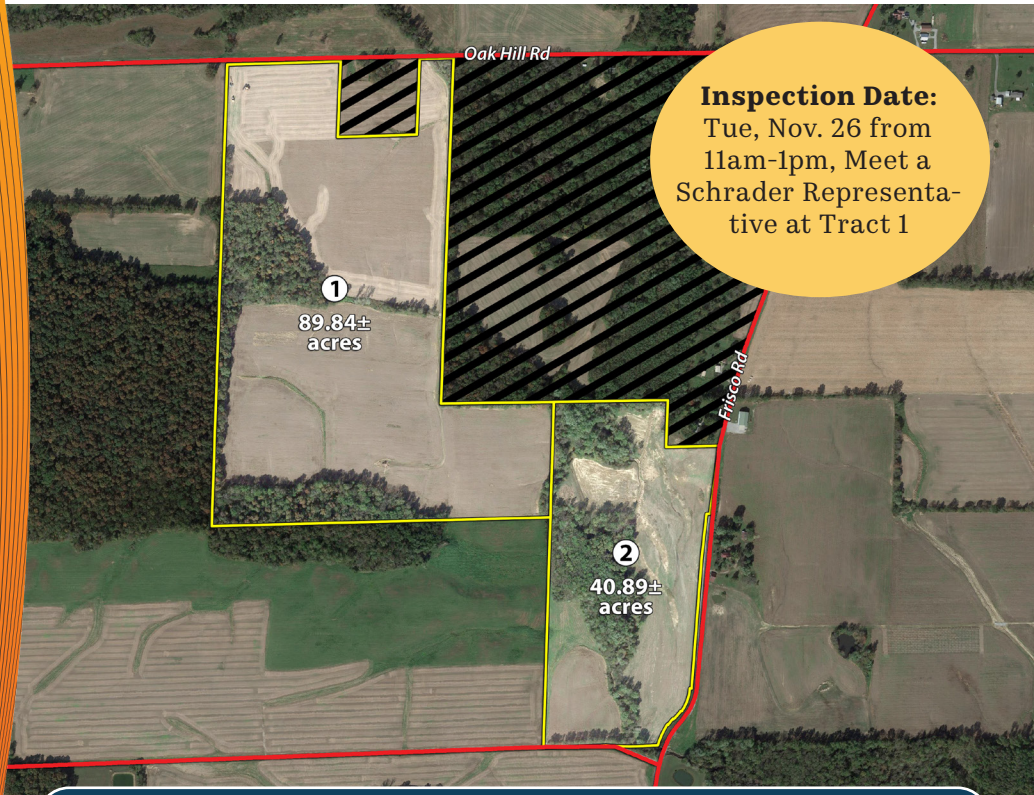 Oak Hill Rd
Inspection Date:
Tue, Nov. 26 from
11am-1pm, Meet a
Schrader Representa-
tive at Tract 1
1
89.84±
acres
Frisco Rd
2
40.89±
acres